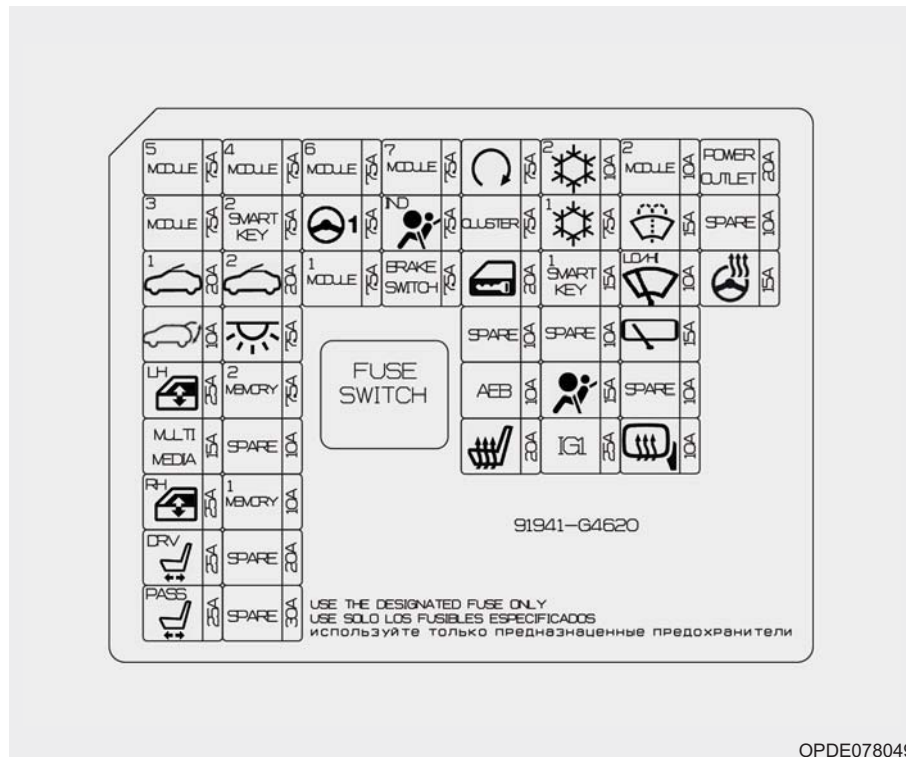 5 MODULE 7.5A 4 MODULE 7.5A 6 MODULE 7.5A 7 MODULE 7.5A 7.5A 2 10A 2 MODULE 10A POWER OUTLET 20A
3 MODULE 7.5A 2 SMART KEY 7.5A 1 7.5A IND 7.5A CLUSTER 7.5A 1 10A 15A SPARE 10A
1 20A 2 20A 1 MODULE 7.5A BRAKE SWITCH 7.5A 20A 1 SMART KEY 15A LO/HI 10A 15A
10A 7.5A SPARE 10A SPARE 10A 15A
LH 25A 2 MEMORY 7.5A FUSE SWITCH AEB 10A 15A SPARE 10A
MULTI MEDIA 15A SPARE 10A 20A IG1 25A 10A
RH 25A 1 MEMORY 10A
91941-G4620
DRV 25A SPARE 20A
PASS 25A SPARE 30A
USE THE DESIGNATED FUSE ONLY
USE SOLO LOS FUSIBLES ESPECIFICADOS
используйте только предназнаценные предохранители
OPDE078049